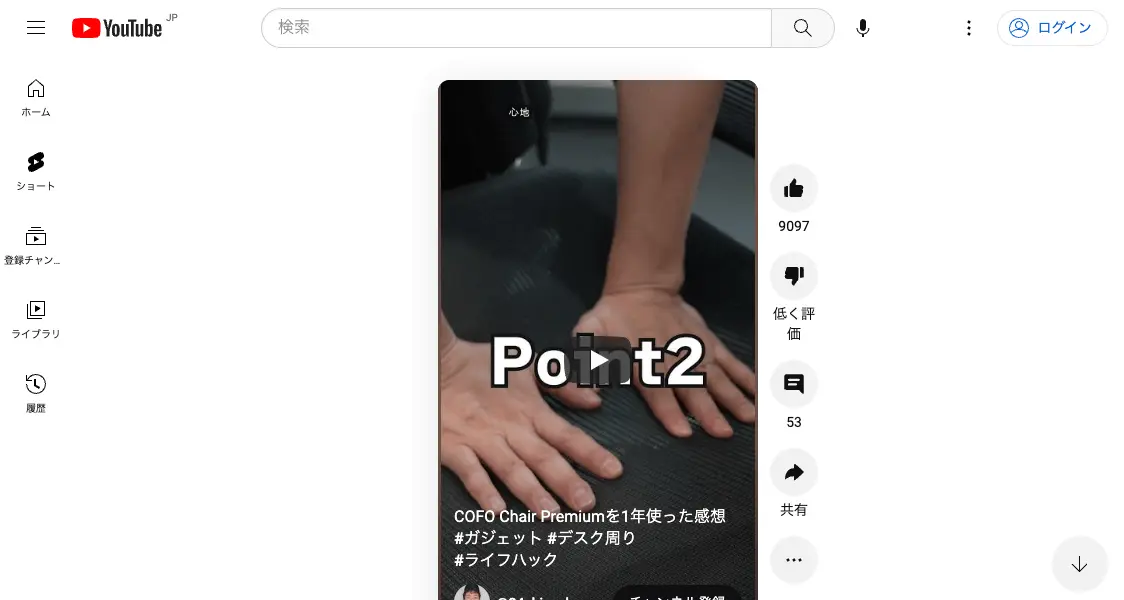 YouTube JP
検索
ログイン
ホーム
ショート
登録チャン...
ライブラリ
履歴
心地
Point2
9097
低く評
価
53
共有
COFO Chair Premiumを1年使った感想
#ガジェット #デスク周り
#ライフハック
チャンネル登録